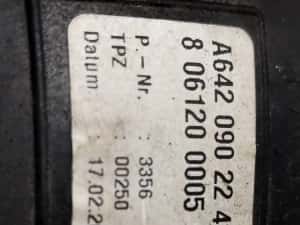 A642 090 22 4
8 06120 0005
P.-Nr. : 3356
TPZ : 00250
Datum : 17.02.2